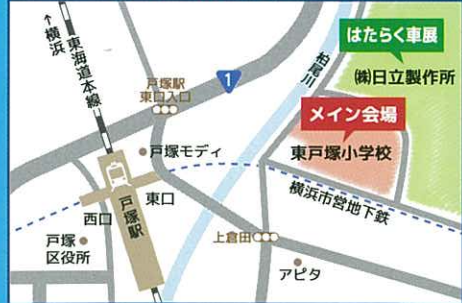 ↑横浜
東海道本線
戸塚駅
東口入口
1
柏尾川
はたらく車展
㈱日立製作所
メイン会場
東戸塚小学校
戸塚モディ
横浜市営地下鉄
西口
戸塚駅
東口
戸塚
区役所
上倉田
アピタ